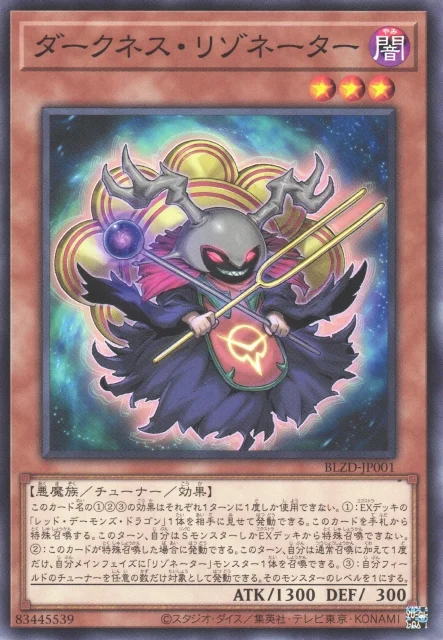 ダークネス・リゾネーター
闇
BLZD-JP001
【悪魔族／チューナー／効果】
このカード名の①②③の効果はそれぞれ1ターンに1度しか使用できない。①：EXデッキの
「レッド・デーモンズ・ドラゴン」1体を相手に見せて発動できる。このカードを手札から
特殊召喚する。このターン、自分はSモンスターしかEXデッキから特殊召喚できない。
②：このカードが特殊召喚した場合に発動できる。このターン、自分は通常召喚に加えて1度
だけ、自分メインフェイズに「リゾネーター」モンスター1体を召喚できる。③：自分フィー
ルドのチューナーを任意の数だけ対象として発動できる。そのモンスターのレベルを1にする。
ATK/1300 DEF/ 300
83445539 ©スタジオ・ダイス／集英社・テレビ東京・KONAMI